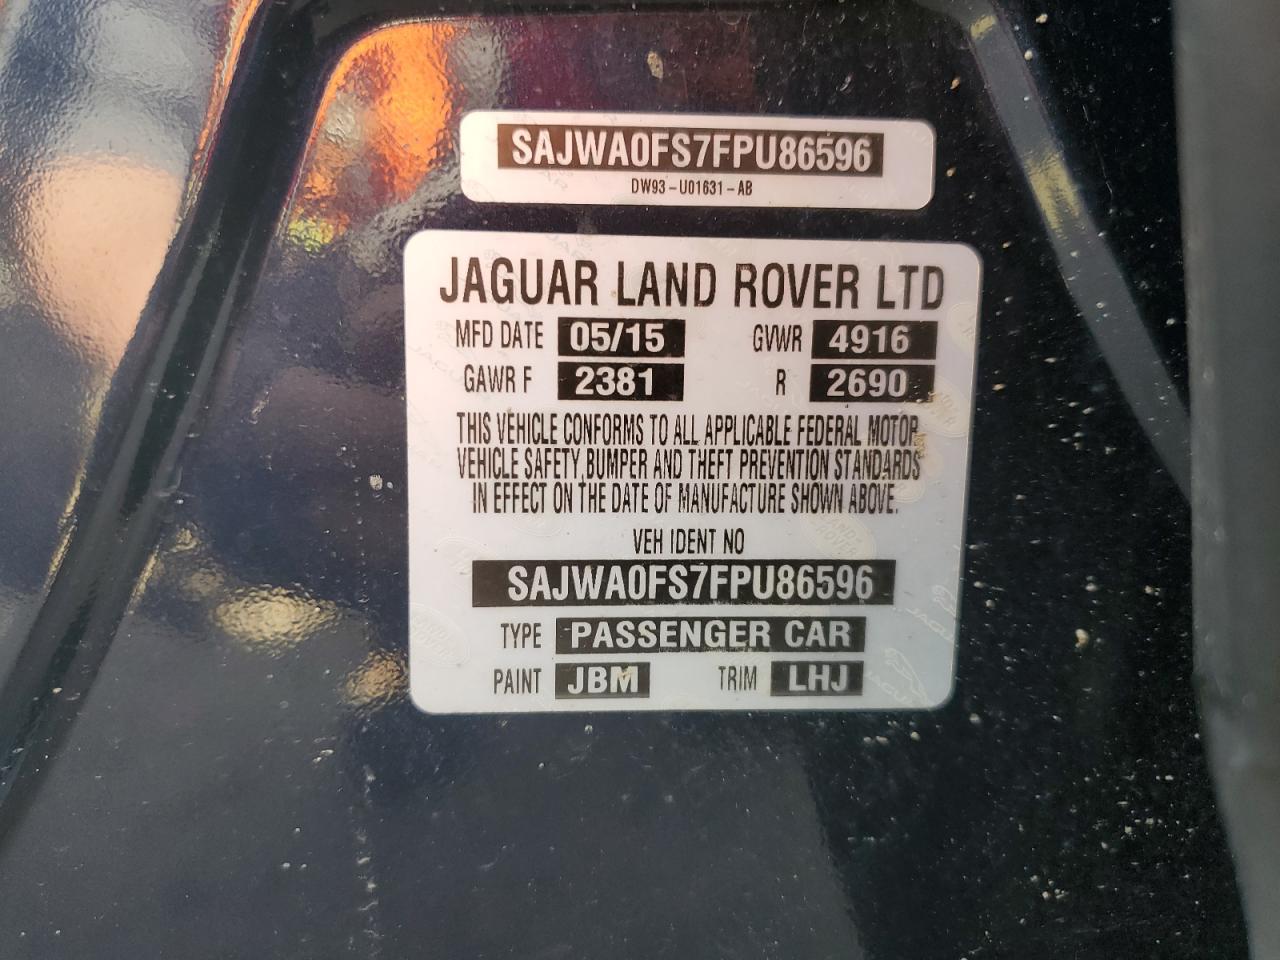 SAJWA0FS7FPU86596
DW93-U01631-AB
JAGUAR LAND ROVER LTD
MFD DATE 05/15 GVWR 4916
GAWR F 2381 R 2690
THIS VEHICLE CONFORMS TO ALL APPLICABLE FEDERAL MOTOR
VEHICLE SAFETY, BUMPER AND THEFT PREVENTION STANDARDS
IN EFFECT ON THE DATE OF MANUFACTURE SHOWN ABOVE.
VEH IDENT NO
SAJWA0FS7FPU86596
TYPE PASSENGER CAR
PAINT JBM TRIM LHJ